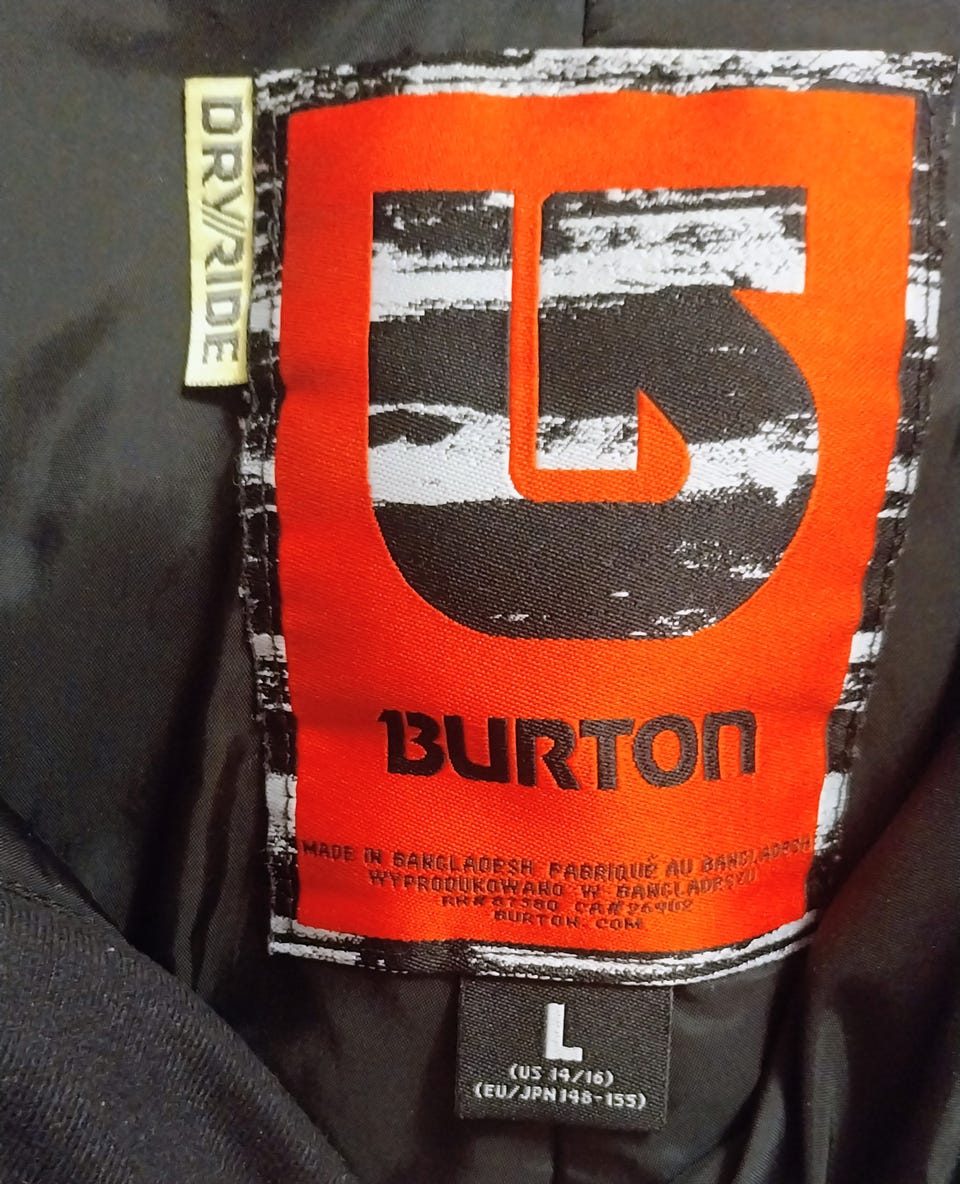 DRY//RIDE
BURTON
MADE IN BANGLADESH FABRIQUÉ AU BANGLADESH
WYPRODUKOWANO W BANGLADESZU
RN# 87580 CA# 26902
BURTON.COM
L
(US 14/16)
(EU/JPN 148-155)